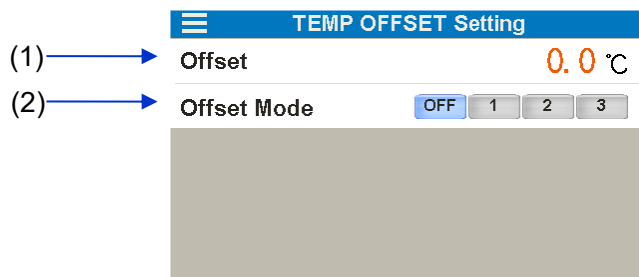 TEMP OFFSET Setting
(1) Offset 0.0 ℃
(2) Offset Mode OFF 1 2 3